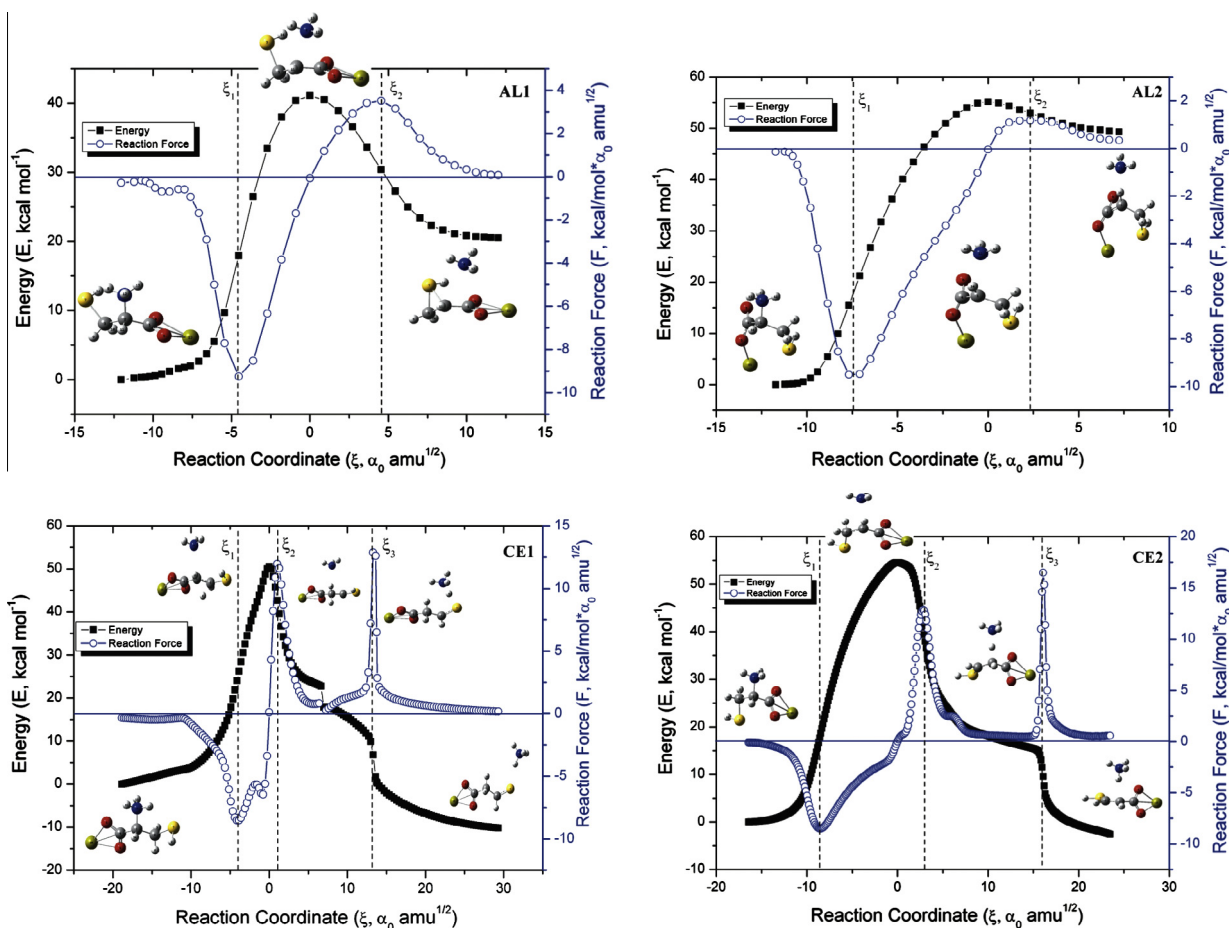 AL1
ξ1
ξ2
Energy
Reaction Force
Energy (E, kcal mol-1)
40
30
20
10
0
-15
-10
-5
0
5
10
15
Reaction Coordinate (ξ, α0 amu1/2)
Reaction Force (F, kcal/mol*α0 amu1/2)
4
2
0
-2
-4
-6
-8
-10
AL2
ξ1
ξ2
Energy
Reaction Force
Energy (E, kcal mol-1)
60
50
40
30
20
10
0
-15
-10
-5
0
5
10
Reaction Coordinate (ξ, α0 amu1/2)
Reaction Force (F, kcal/mol*α0 amu1/2)
4
2
0
-2
-4
-6
-8
-10
CE1
ξ1
ξ2
ξ3
Energy
Reaction Force
Energy (E, kcal mol-1)
60
50
40
30
20
10
0
-10
-20
-20
-10
0
10
20
30
Reaction Coordinate (ξ, α0 amu1/2)
Reaction Force (F, kcal/mol*α0 amu1/2)
15
10
5
0
-5
-10
CE2
ξ1
ξ2
ξ3
Energy
Reaction Force
Energy (E, kcal mol-1)
60
50
40
30
20
10
0
-10
-20
-10
0
10
20
30
Reaction Coordinate (ξ, α0 amu1/2)
Reaction Force (F, kcal/mol*α0 amu1/2)
20
15
10
5
0
-5
-10